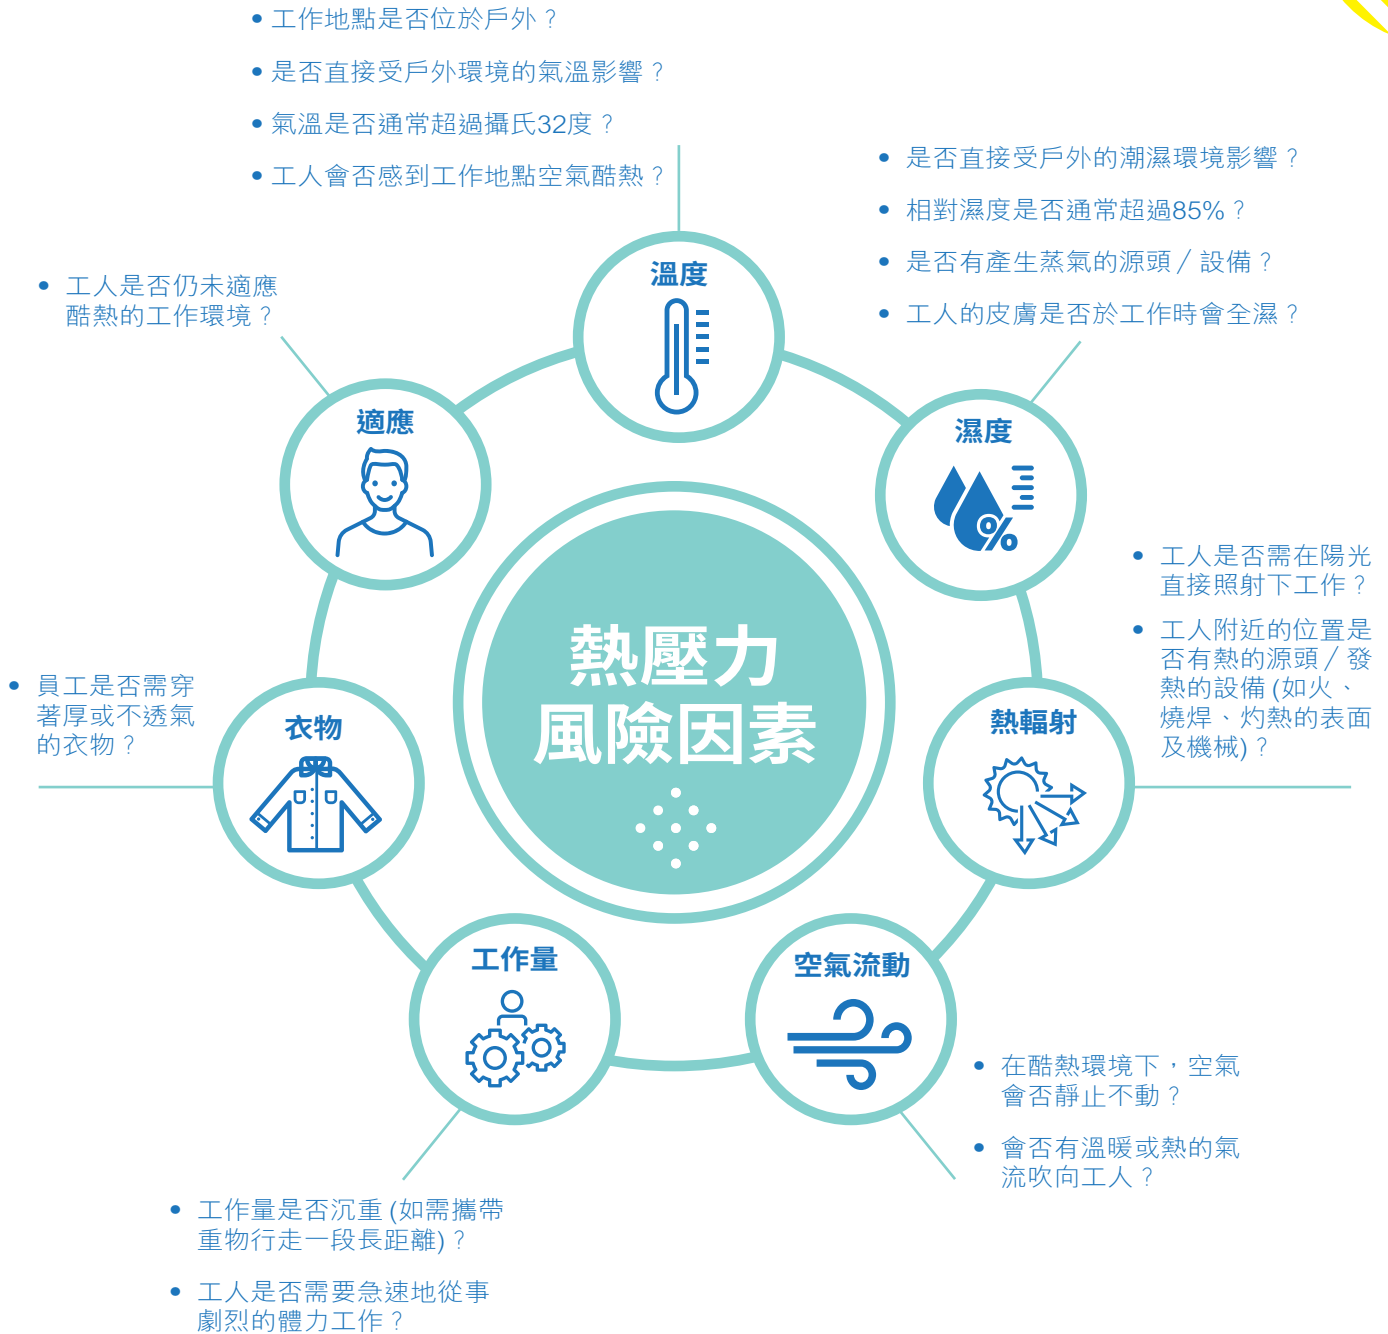 • 工作地點是否位於戶外？
• 是否直接受戶外環境的氣溫影響？
• 氣溫是否通常超過攝氏32度？
• 工人會否感到工作地點空氣酷熱？
溫度
• 是否直接受戶外的潮濕環境影響？
• 相對濕度是否通常超過85%？
• 是否有產生蒸氣的源頭／設備？
• 工人的皮膚是否於工作時會全濕？
濕度
• 工人是否需在陽光
直接照射下工作？
• 工人附近的位置是
否有熱的源頭／發
熱的設備 (如火、
燒焊、灼熱的表面
及機械)？
熱輻射
空氣流動
• 在酷熱環境下，空氣
會否靜止不動？
• 會否有溫暖或熱的氣
流吹向工人？
工作量
• 工作量是否沉重 (如需攜帶
重物行走一段長距離)？
• 工人是否需要急速地從事
劇烈的體力工作？
• 員工是否需穿
著厚或不透氣
的衣物？
衣物
• 工人是否仍未適應
酷熱的工作環境？
適應
熱壓力
風險因素